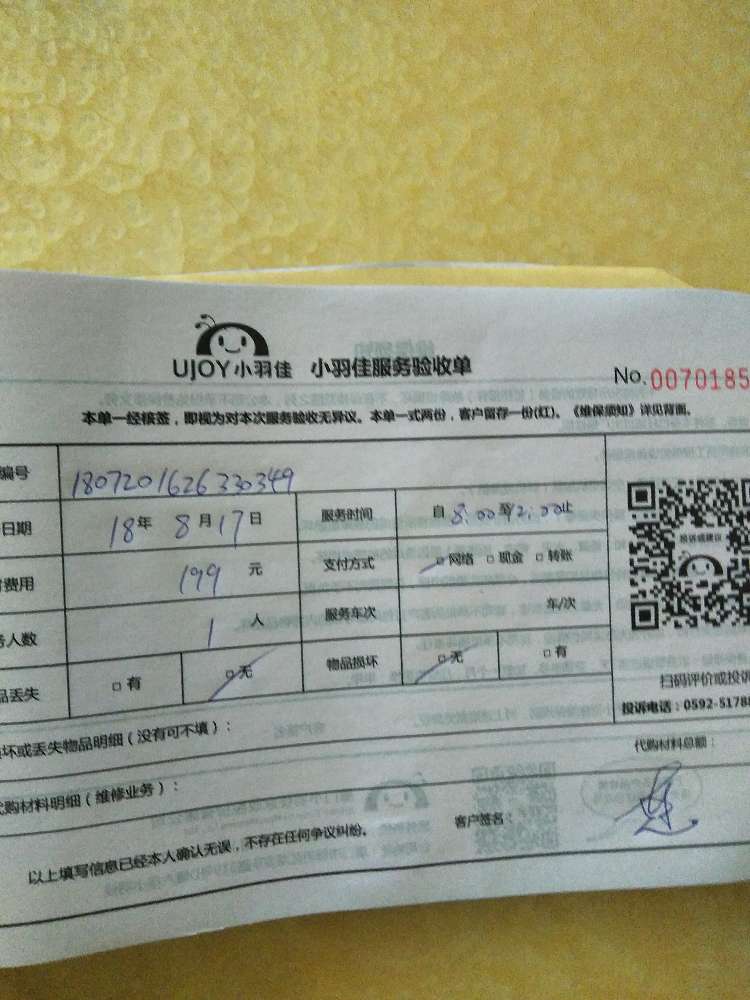 UJOY小羽佳 小羽佳服务验收单
No.0070185
本单一经核签，即视为对本次服务验收无异议。本单一式两份，客户留存一份(红)。《维保须知》详见背面。
编号 1807201626330349
日期 18年 8月17日 服务时间 自 8:00至12:00止
费用 199 元 支付方式 □网络 □现金 □转账
人数 1 人 服务车次 车/次
品丢失 □有 □无 物品损坏 □无 □有
投诉或建议
扫码评价或投诉
投诉电话：0592-5178
坏或丢失物品明细（没有可不填）：
代购材料总额：
代购材料明细（维修业务）：
客户签名：
以上填写信息已经本人确认无误，不存在任何争议纠纷。